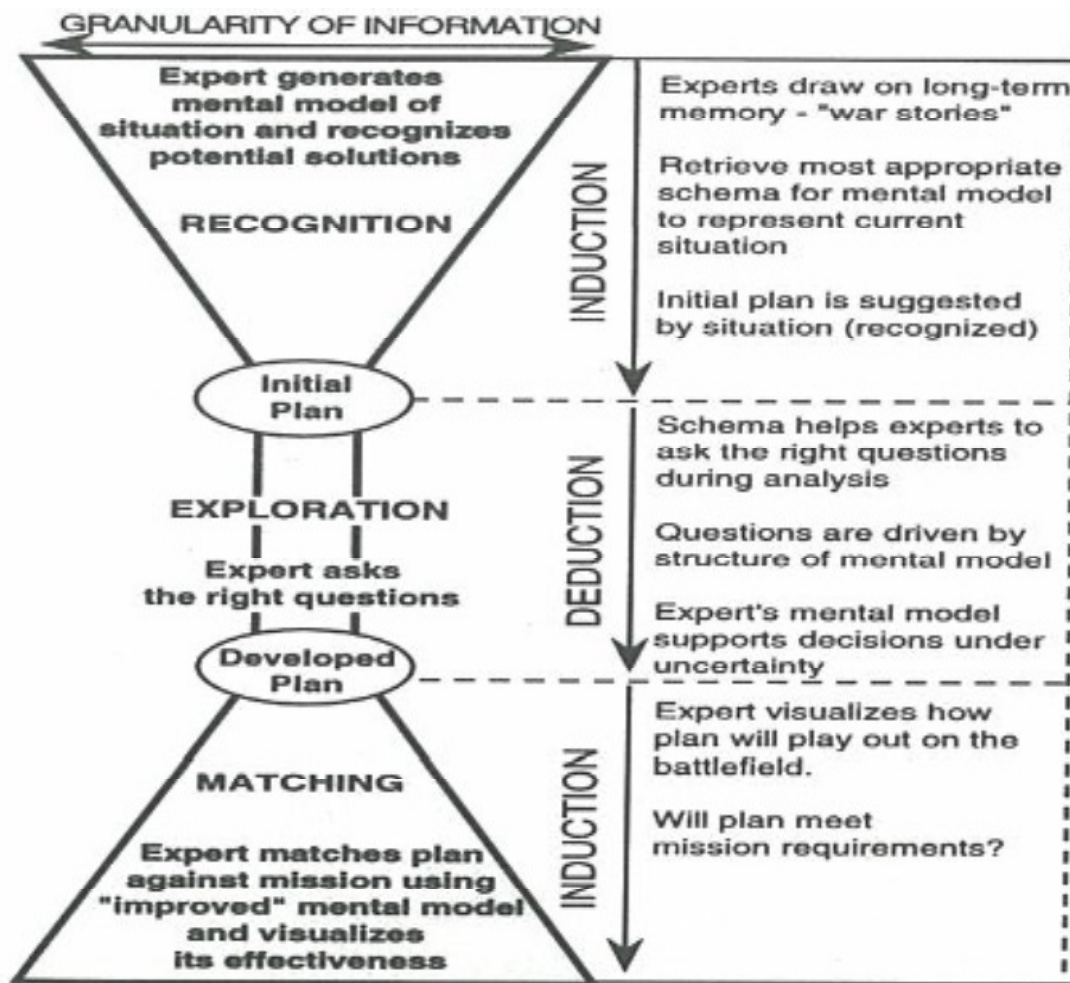 GRANULARITY OF INFORMATION
Expert generates
mental model of
situation and recognizes
potential solutions
RECOGNITION
INDUCTION
Experts draw on long-term
memory - "war stories"
Retrieve most appropriate
schema for mental model
to represent current
situation
Initial plan is suggested
by situation (recognized)
Initial
Plan
EXPLORATION
Expert asks
the right questions
DEDUCTION
Schema helps experts to
ask the right questions
during analysis
Questions are driven by
structure of mental model
Expert's mental model
supports decisions under
uncertainty
Developed
Plan
MATCHING
Expert matches plan
against mission using
"improved" mental model
and visualizes
its effectiveness
INDUCTION
Expert visualizes how
plan will play out on the
battlefield.
Will plan meet
mission requirements?